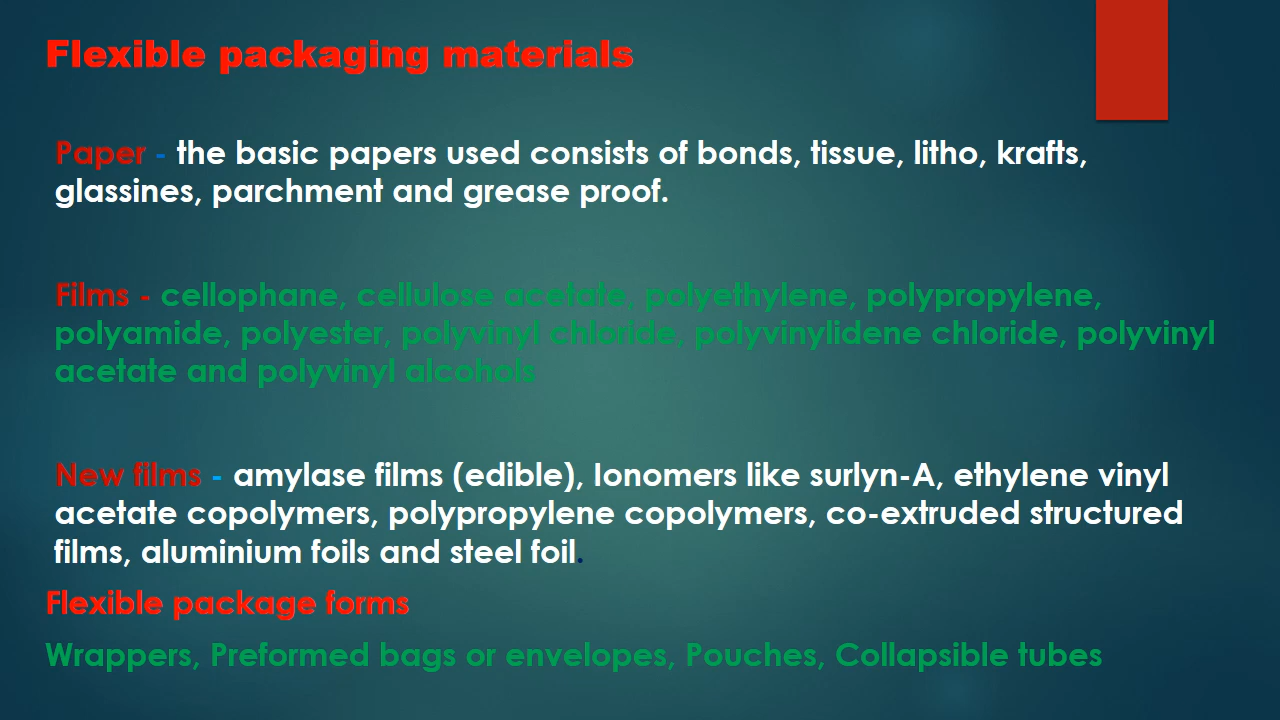 Flexible packaging materials
Paper - the basic papers used consists of bonds, tissue, litho, krafts,
glassines, parchment and grease proof.
Films - cellophane, cellulose acetate, polyethylene, polypropylene,
polyamide, polyester, polyvinyl chloride, polyvinylidene chloride, polyvinyl
acetate and polyvinyl alcohols
New films - amylase films (edible), Ionomers like surlyn-A, ethylene vinyl
acetate copolymers, polypropylene copolymers, co-extruded structured
films, aluminium foils and steel foil.
Flexible package forms
Wrappers, Preformed bags or envelopes, Pouches, Collapsible tubes